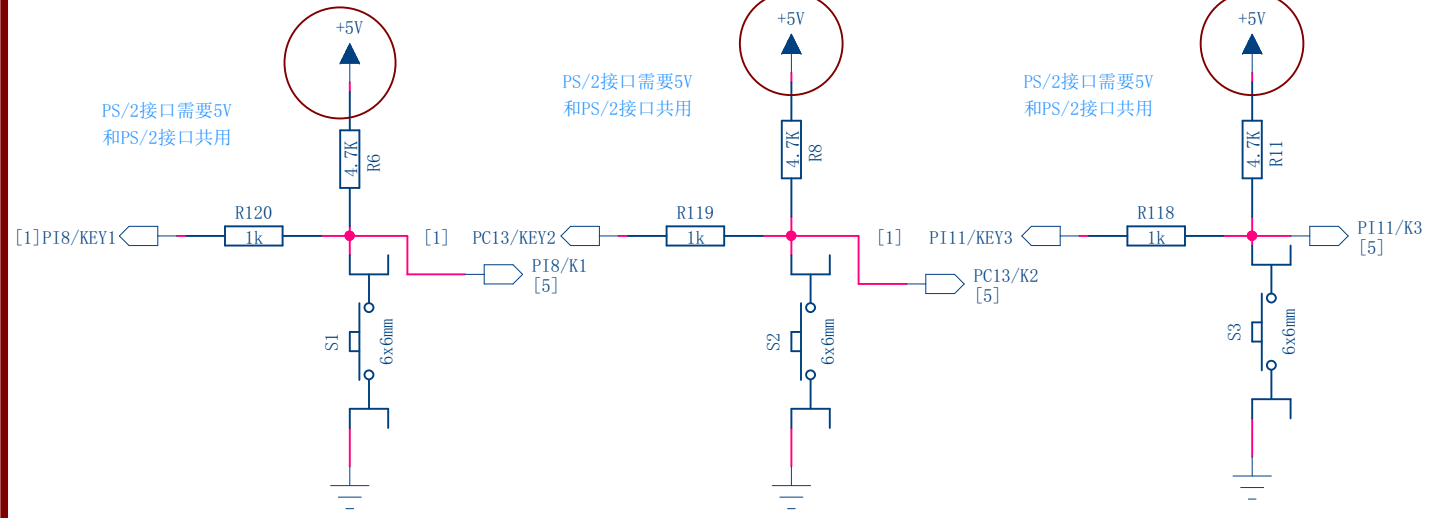 +5V
PS/2接口需要5V
和PS/2接口共用
4.7K
R6
[1]PI8/KEY1
R120
1k
PI8/K1
[5]
S1
6x6mm
+5V
PS/2接口需要5V
和PS/2接口共用
4.7K
R8
[1] PC13/KEY2
R119
1k
PC13/K2
[5]
S2
6x6mm
+5V
PS/2接口需要5V
和PS/2接口共用
4.7K
R11
[1] PI11/KEY3
R118
1k
PI11/K3
[5]
S3
6x6mm